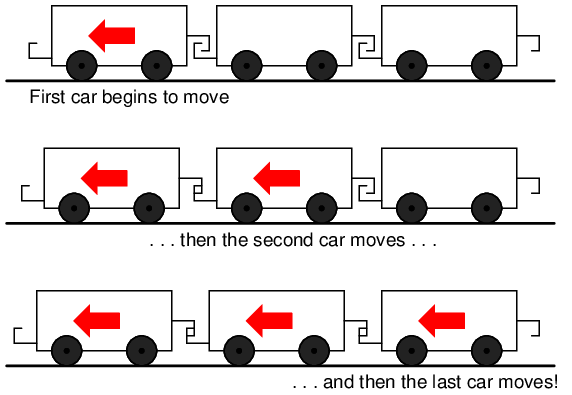 First car begins to move
. . . then the second car moves . . .
. . . and then the last car moves!